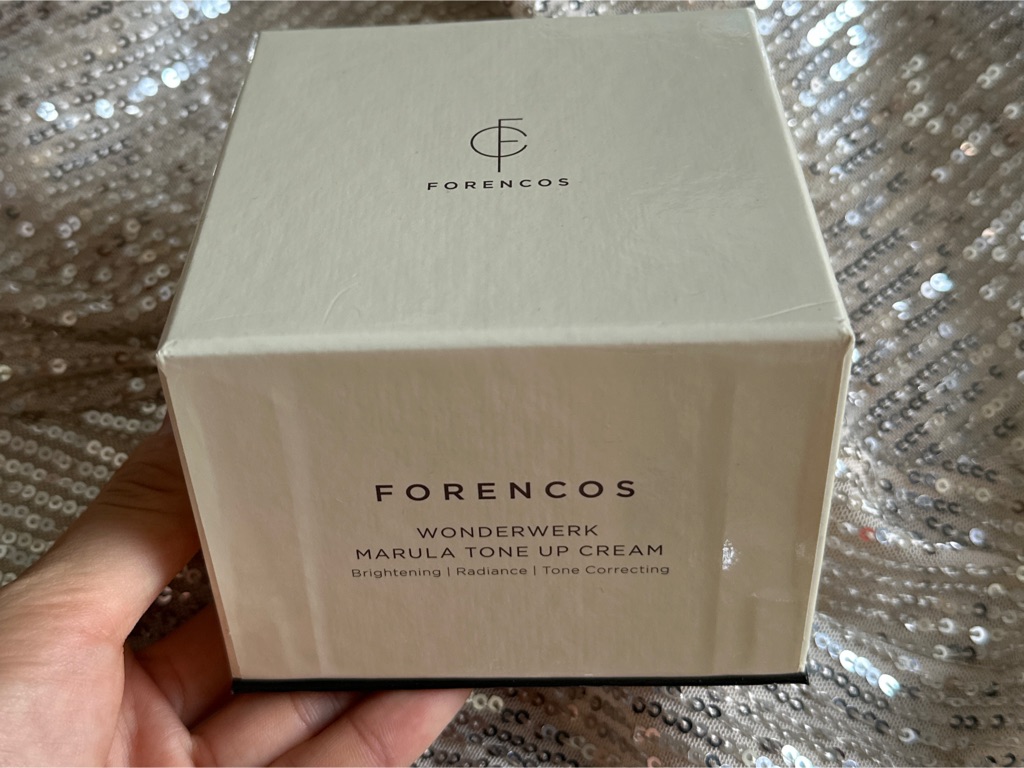 FORENCOS
FORENCOS
WONDERWERK
MARULA TONE UP CREAM
Brightening | Radiance | Tone Correcting